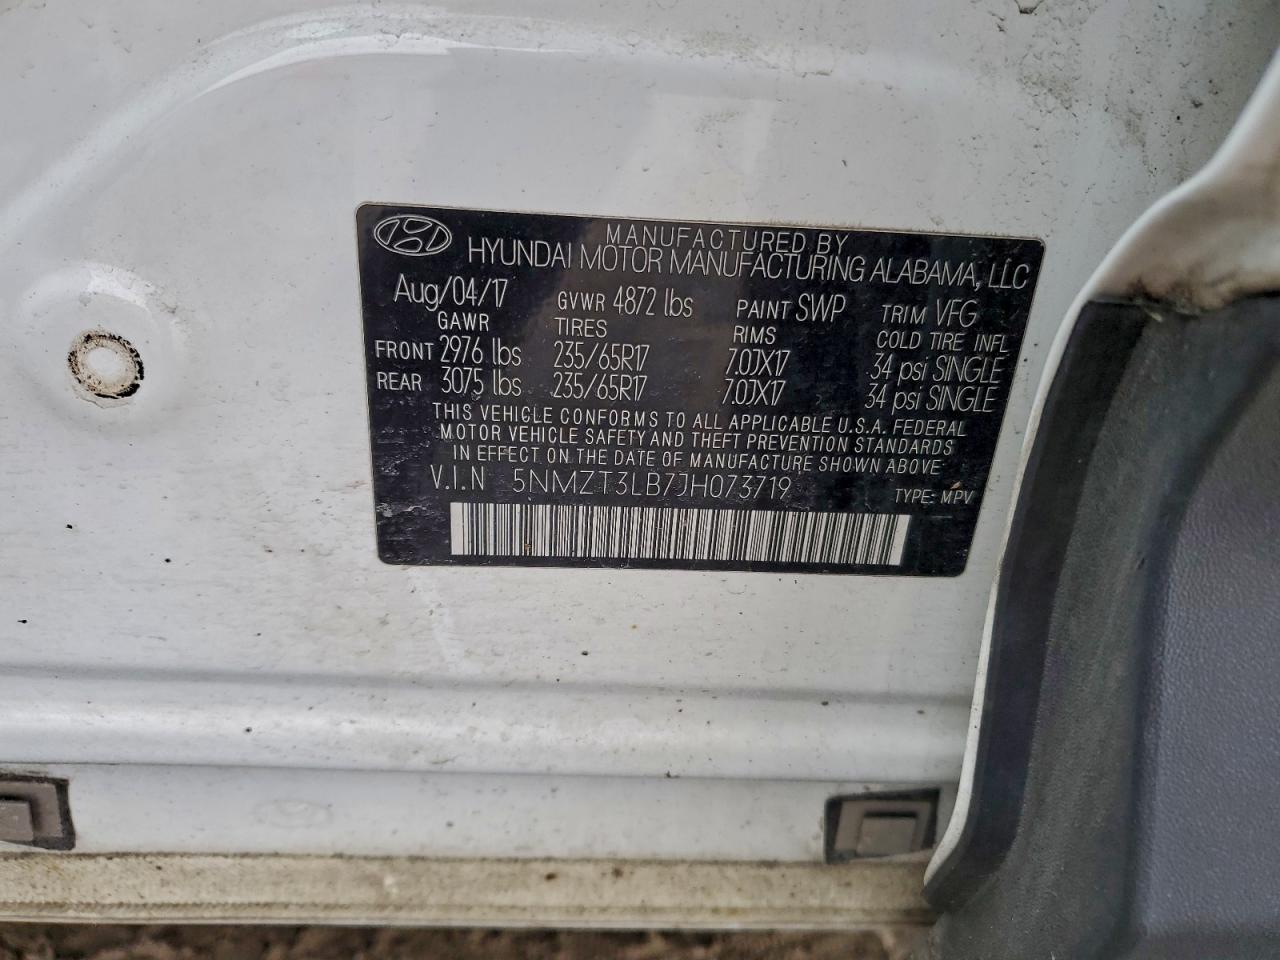 MANUFACTURED BY
HYUNDAI MOTOR MANUFACTURING ALABAMA, LLC
Aug/04/17 GVWR 4872 lbs PAINT SWP TRIM VFG
GAWR TIRES RIMS COLD TIRE INFL
FRONT 2976 lbs 235/65R17 7.0JX17 34 psi SINGLE
REAR 3075 lbs 235/65R17 7.0JX17 34 psi SINGLE
THIS VEHICLE CONFORMS TO ALL APPLICABLE U.S.A. FEDERAL
MOTOR VEHICLE SAFETY AND THEFT PREVENTION STANDARDS
IN EFFECT ON THE DATE OF MANUFACTURE SHOWN ABOVE
V.I.N 5NMZT3LB7JH073719 TYPE: MPV